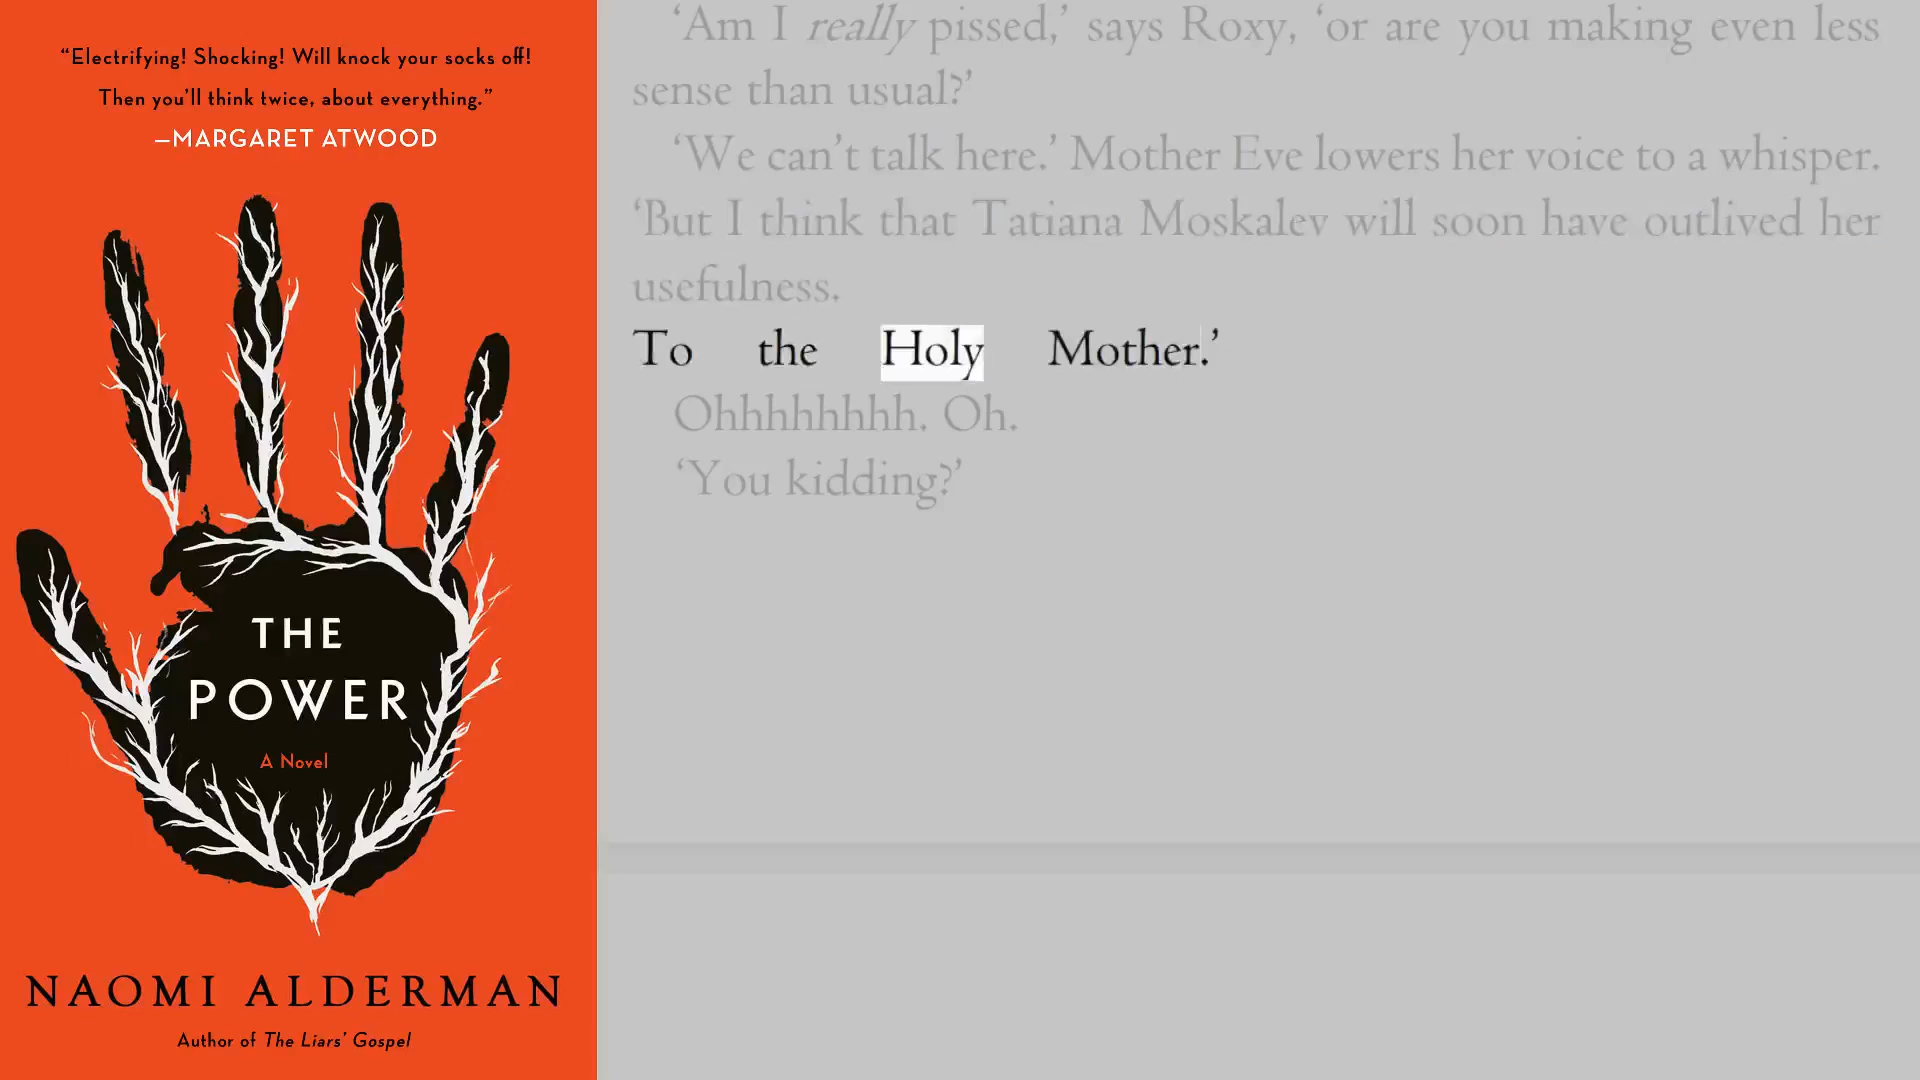 “Electrifying! Shocking! Will knock your socks off!
Then you’ll think twice, about everything.”
—MARGARET ATWOOD
THE
POWER
A Novel
NAOMI ALDERMAN
Author of The Liars’ Gospel
‘Am I really pissed,’ says Roxy, ‘or are you making even less
sense than usual?’
‘We can’t talk here.’ Mother Eve lowers her voice to a whisper.
‘But I think that Tatiana Moskalev will soon have outlived her
usefulness.
To the Holy Mother.’
Ohhhhhhhh. Oh.
‘You kidding?’